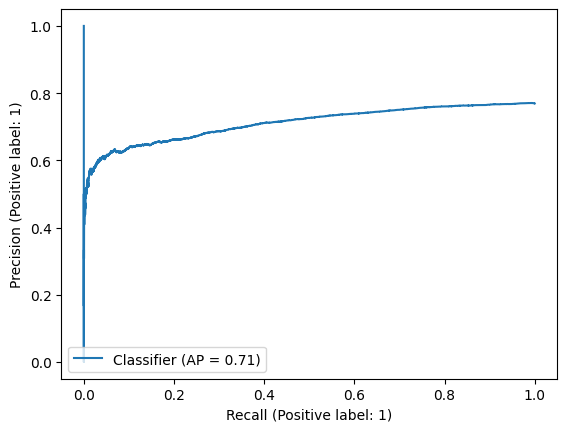 1.0
0.8
0.6
0.4
0.2
0.0
Precision (Positive label: 1)
Classifier (AP = 0.71)
0.0 0.2 0.4 0.6 0.8 1.0
Recall (Positive label: 1)